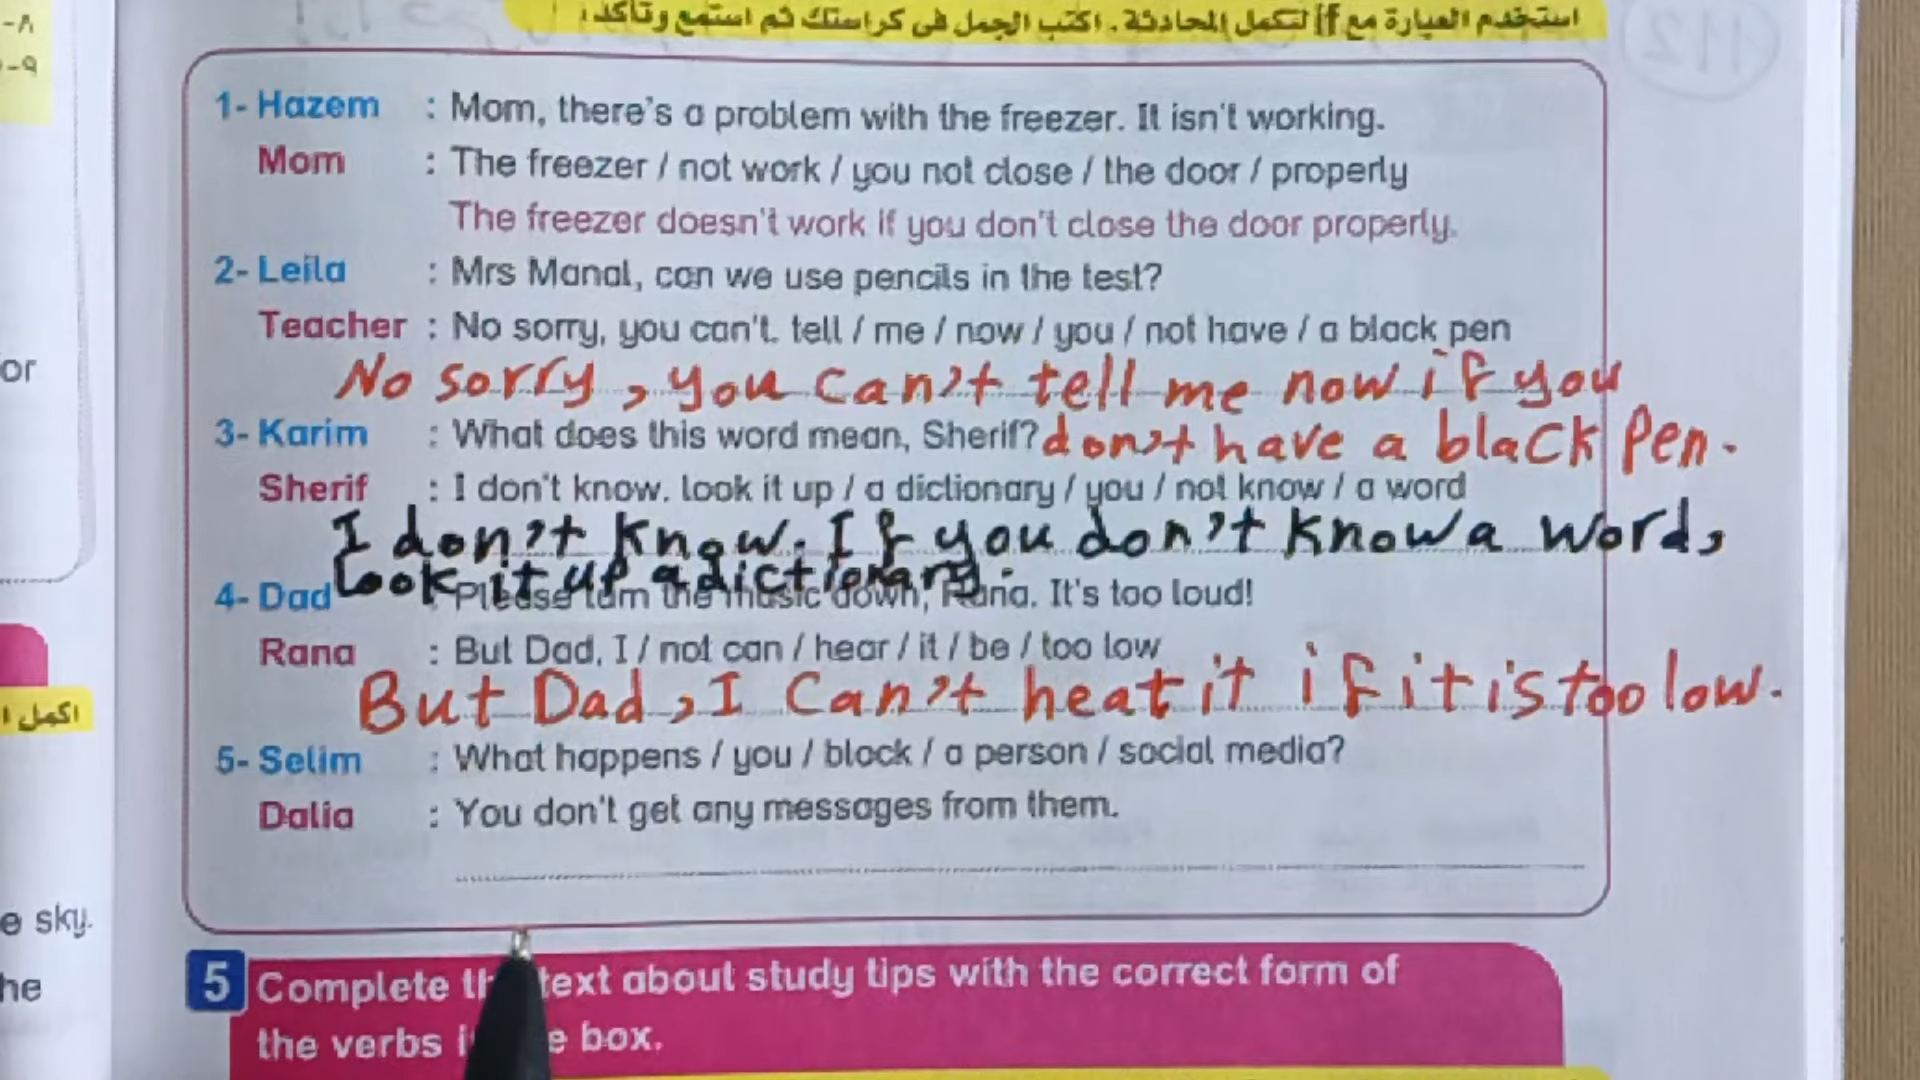 استخدم العبارة مع if لتكمل المحادثة. اكتب الجمل فى كراستك ثم استمع وتأكد:
٨-
٩-
1- Hazem : Mom, there's a problem with the freezer. It isn't working.
Mom : The freezer / not work / you not close / the door / properly
The freezer doesn't work if you don't close the door properly.
2- Leila : Mrs Manal, can we use pencils in the test?
Teacher : No sorry, you can't. tell / me / now / you / not have / a black pen
No sorry, you can't tell me now if you
or
3- Karim : What does this word mean, Sherif?
don't have a black pen.
Sherif : I don't know. look it up / a dictionary / you / not know / a word
I don't know. If you don't know a word,
look it up a dictionary.
4- Dad : Please turn the music down, Rana. It's too loud!
Rana : But Dad, I / not can / hear / it / be / too low
But Dad, I can't heat it if it is too low.
اكمل ا
5- Selim : What happens / you / block / a person / social media?
Dalia : You don't get any messages from them.
e sky.
he
5 Complete th text about study tips with the correct form of
the verbs i e box.